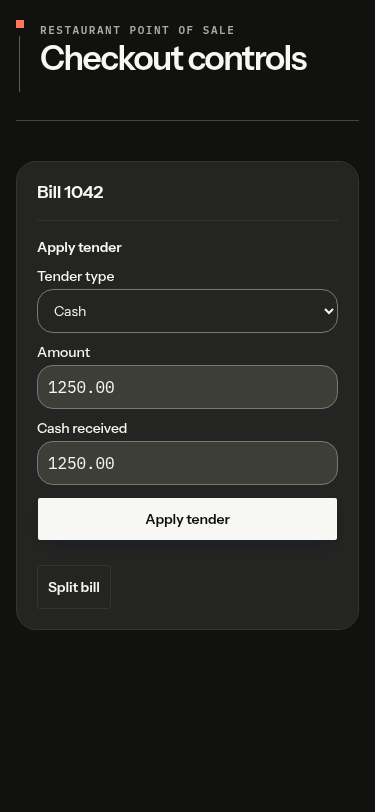 RESTAURANT POINT OF SALE
Checkout controls
Bill 1042
Apply tender
Tender type
Cash
Amount
1250.00
Cash received
1250.00
Apply tender
Split bill